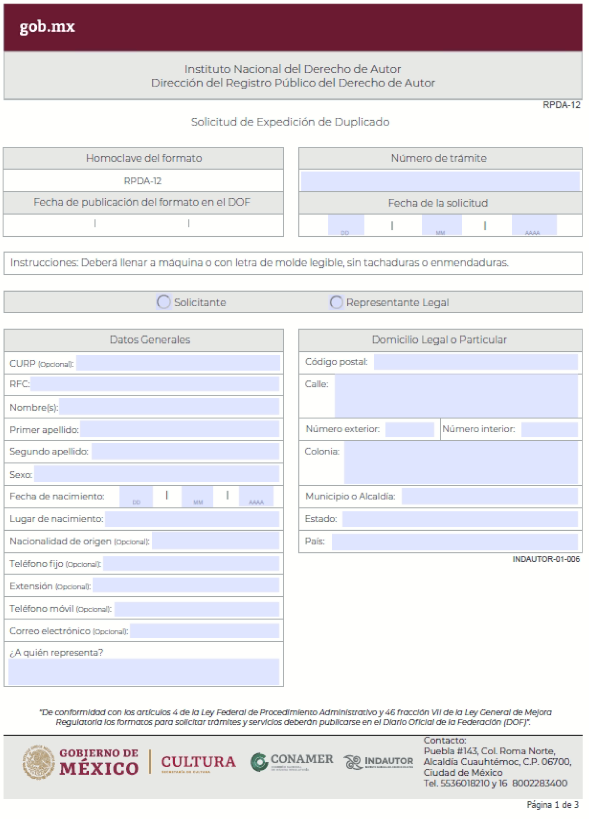 gob.mx
Instituto Nacional del Derecho de Autor
Dirección del Registro Público del Derecho de Autor
RPDA-12
Solicitud de Expedición de Duplicado
Homoclave del formato
RPDA-12
Fecha de publicación del formato en el DOF
| |
Número de trámite
Fecha de la solicitud
DD | MM | AAAA
Instrucciones: Deberá llenar a máquina o con letra de molde legible, sin tachaduras o enmendaduras.
Solicitante
Representante Legal
Datos Generales
CURP (Opcional):
RFC:
Nombre(s):
Primer apellido:
Segundo apellido:
Sexo:
Fecha de nacimiento: DD | MM | AAAA
Lugar de nacimiento:
Nacionalidad de origen (Opcional):
Teléfono fijo (Opcional):
Extensión (Opcional):
Teléfono móvil (Opcional):
Correo electrónico (Opcional):
¿A quién representa?
Domicilio Legal o Particular
Código postal:
Calle:
Número exterior:
Número interior:
Colonia:
Municipio o Alcaldía:
Estado:
País:
INDAUTOR-01-006
"De conformidad con los artículos 4 de la Ley Federal de Procedimiento Administrativo y 46 fracción VII de la Ley General de Mejora
Regulatoria los formatos para solicitar trámites y servicios deberán publicarse en el Diario Oficial de la Federación (DOF)".
GOBIERNO DE
MÉXICO
CULTURA
SECRETARÍA DE CULTURA
CONAMER
INDAUTOR
Contacto:
Puebla #143, Col. Roma Norte,
Alcaldía Cuauhtémoc, C.P. 06700,
Ciudad de México
Tel. 5536018210 y 16 8002283400
Página 1 de 3